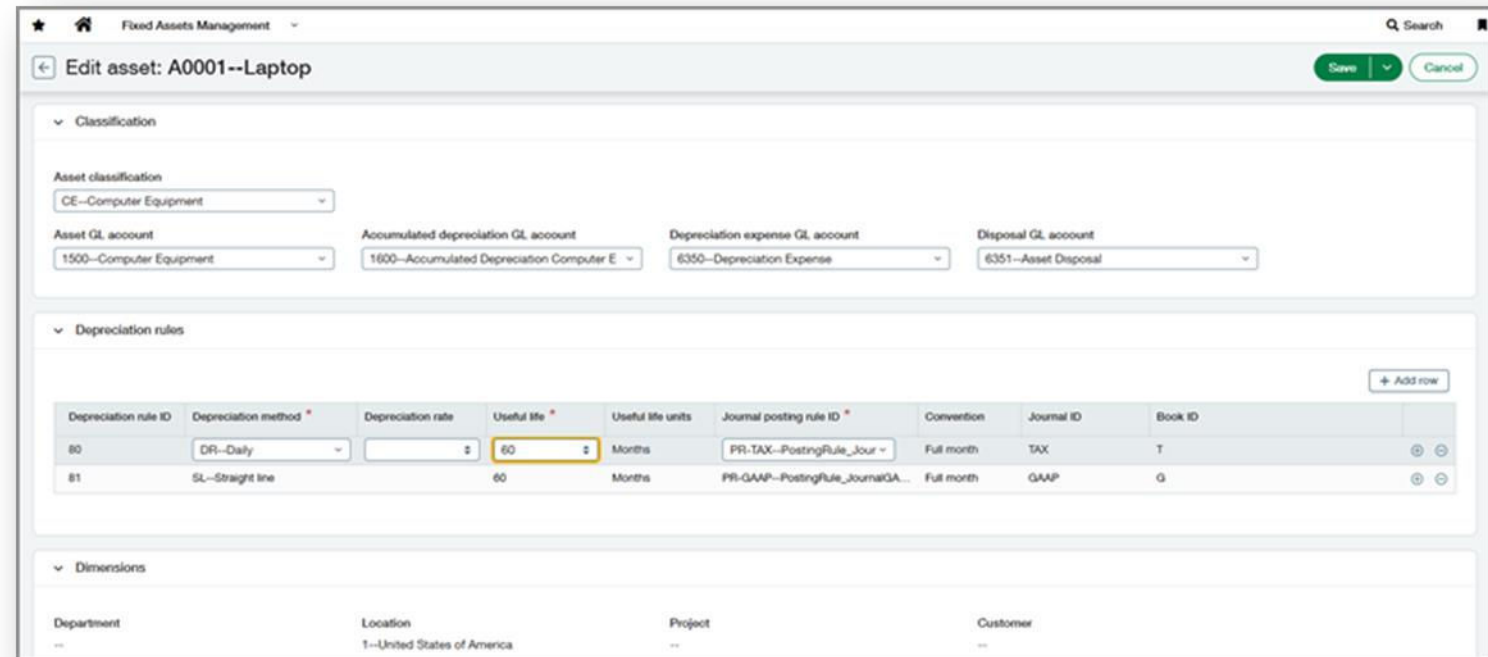 Fixed Assets Management
Search
Edit asset: A0001--Laptop
Save
Cancel
Classification
Asset classification
CE--Computer Equipment
Asset GL account
Accumulated depreciation GL account
Depreciation expense GL account
Disposal GL account
1500--Computer Equipment
1600--Accumulated Depreciation Computer E
6350--Depreciation Expense
6351--Asset Disposal
Depreciation rules
+ Add row
Depreciation rule ID Depreciation method * Depreciation rate Useful life * Useful life units Journal posting rule ID * Convention Journal ID Book ID
80 DR--Daily 60 Months PR-TAX--PostingRule_Jour Full month TAX T
81 SL--Straight line 60 Months PR-GAAP--PostingRule_JournalGA... Full month GAAP G
Dimensions
Department
Location
Project
Customer
--
1--United States of America
--
--